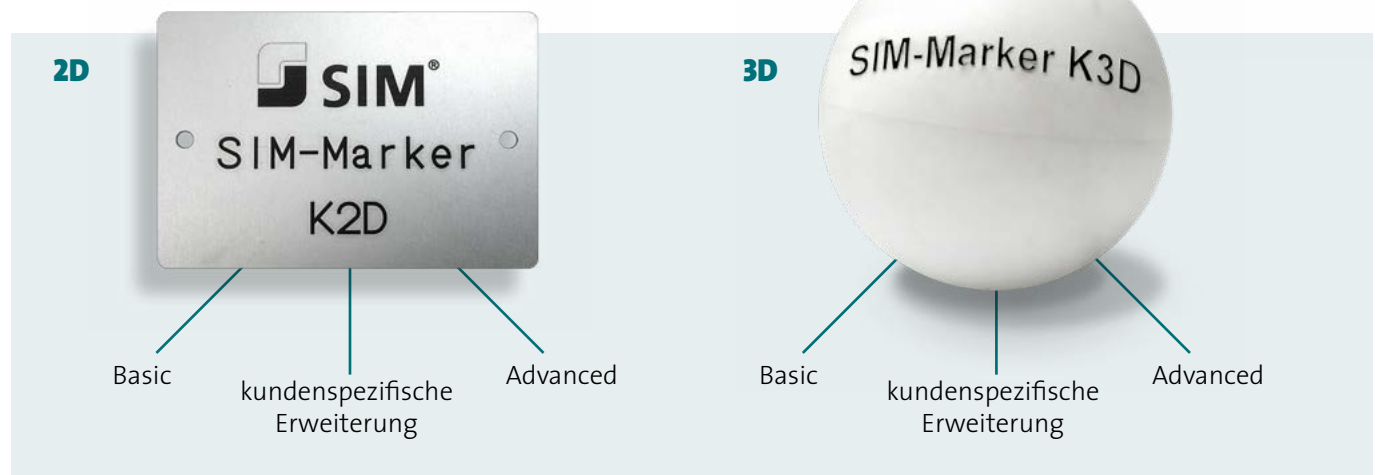 2D
SIM®
SIM-Marker
K2D
Basic
kundenspezifische
Erweiterung
Advanced
3D
SIM-Marker K3D
Basic
kundenspezifische
Erweiterung
Advanced